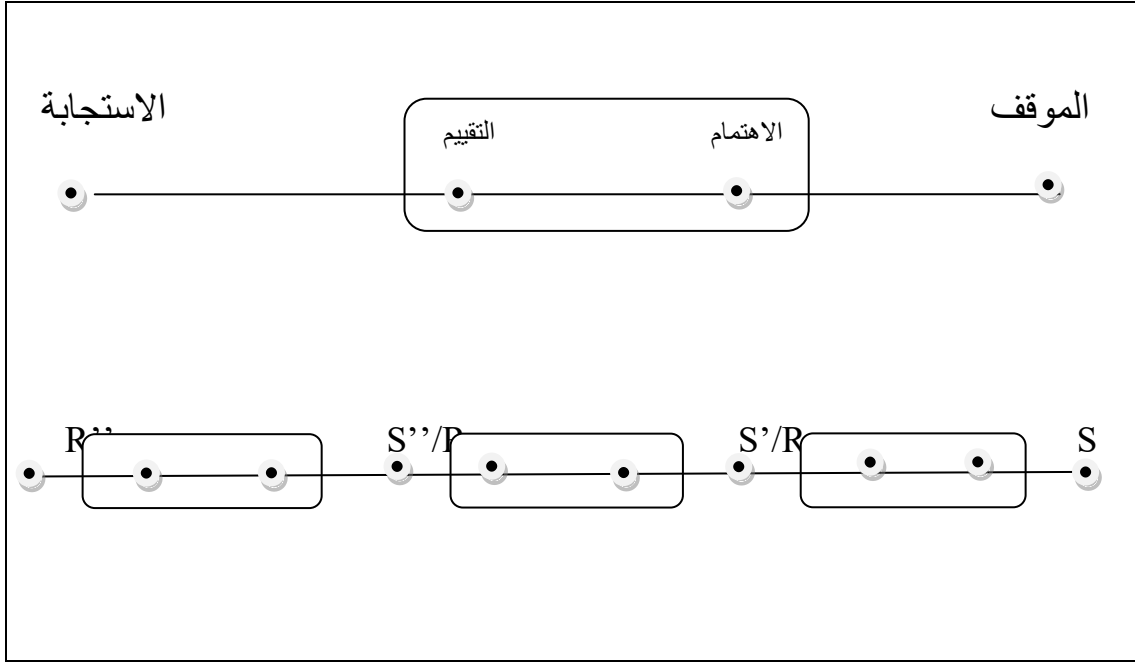 الموقف
الاستجابة
الاهتمام
التقييم
S
S’/R
S’’/R
R’’